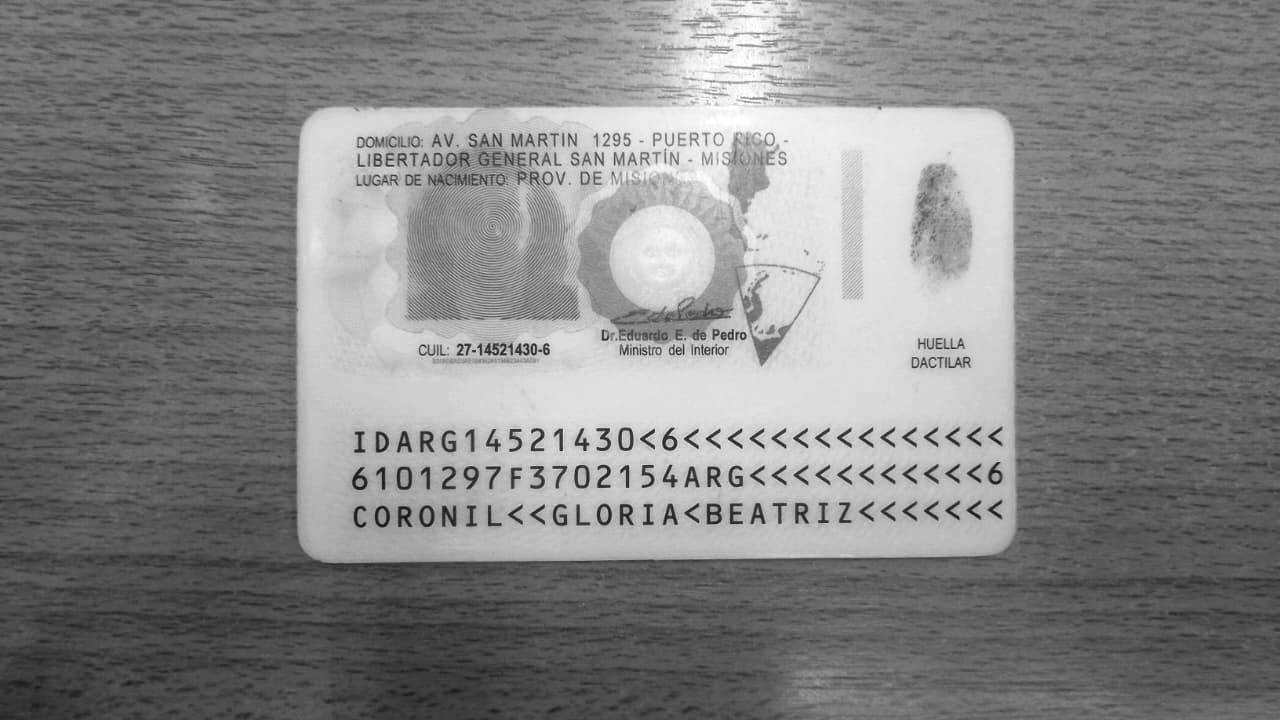 DOMICILIO: AV. SAN MARTIN 1295 - PUERTO RICO -
LIBERTADOR GENERAL SAN MARTÍN - MISIONES
LUGAR DE NACIMIENTO: PROV. DE MISIONES
Dr. Eduardo E. de Pedro
Ministro del Interior
CUIL: 27-14521430-6
HUELLA
DACTILAR
IDARG14521430<6<<<<<<<<<<<<<<<
6101297F3702154ARG<<<<<<<<<<<6
CORONIL<<GLORIA<BEATRIZ<<<<<<<